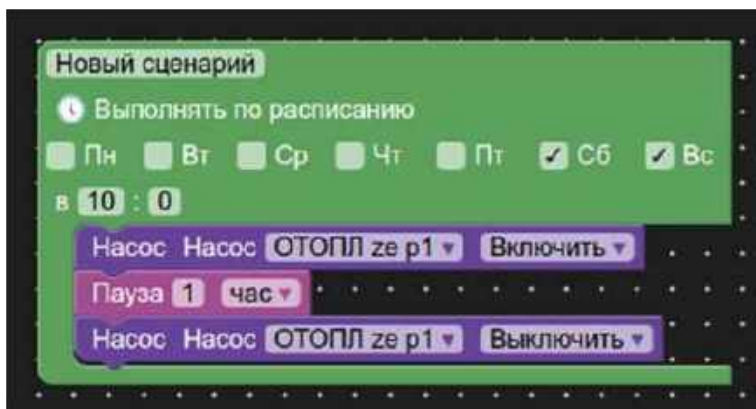 Новый сценарий
Выполнять по расписанию
Пн Вт Ср Чт Пт Сб Вс
в 10 : 0
Насос Насос ОТОПЛ ze p1 Включить
Пауза 1 час
Насос Насос ОТОПЛ ze p1 Выключить